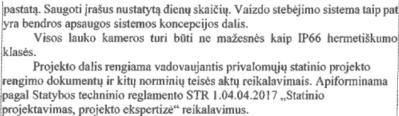 pastatą. Saugoti įrašus nustatytą dienų skaičių. Vaizdo stebėjimo sistema taip pat
yra bendros apsaugos sistemos koncepcijos dalis.
Visos lauko kameros turi būti ne mažesnės kaip IP66 hermetiškumo
klasės.
Projekto dalis rengiama vadovaujantis privalomųjų statinio projekto
rengimo dokumentų ir kitų norminių teisės aktų reikalavimais. Apiforminama
pagal Statybos techninio reglamento STR 1.04.04.2017 „Statinio
projektavimas, projekto ekspertizė“ reikalavimus.